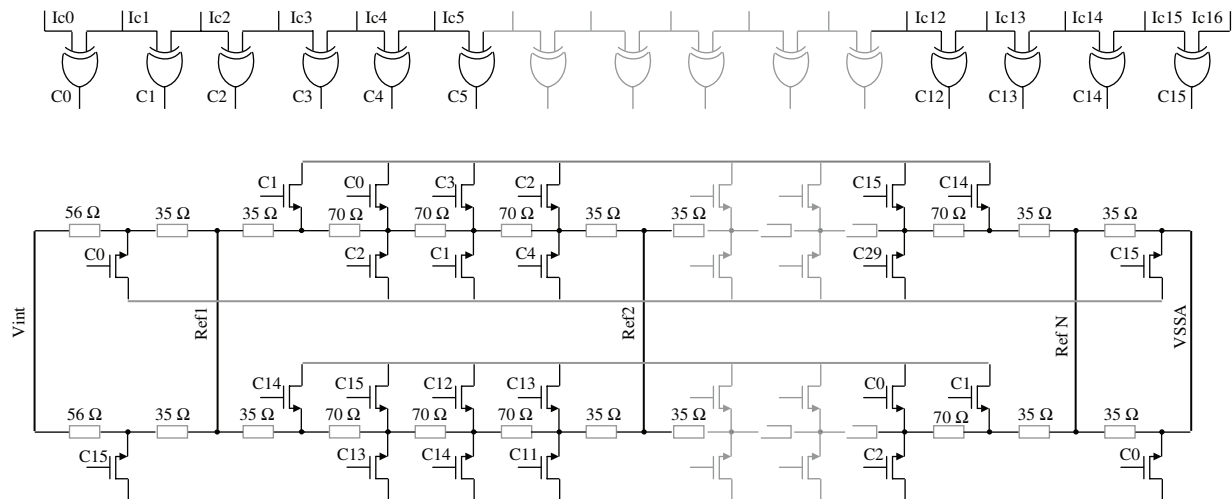 Ic0 Ic1 Ic2 Ic3 Ic4 Ic5 Ic12 Ic13 Ic14 Ic15 Ic16
C0 C1 C2 C3 C4 C5 C12 C13 C14 C15
C1 C0 C3 C2 C15 C14
56 Ω 35 Ω 35 Ω 70 Ω 70 Ω 70 Ω 35 Ω 35 Ω 70 Ω 35 Ω 35 Ω
C0 C2 C1 C4 C29 C15
Vint Ref1 Ref2 Ref N VSSA
C14 C15 C12 C13 C0 C1
56 Ω 35 Ω 35 Ω 70 Ω 70 Ω 70 Ω 35 Ω 35 Ω 70 Ω 35 Ω 35 Ω
C15 C13 C14 C11 C2 C0